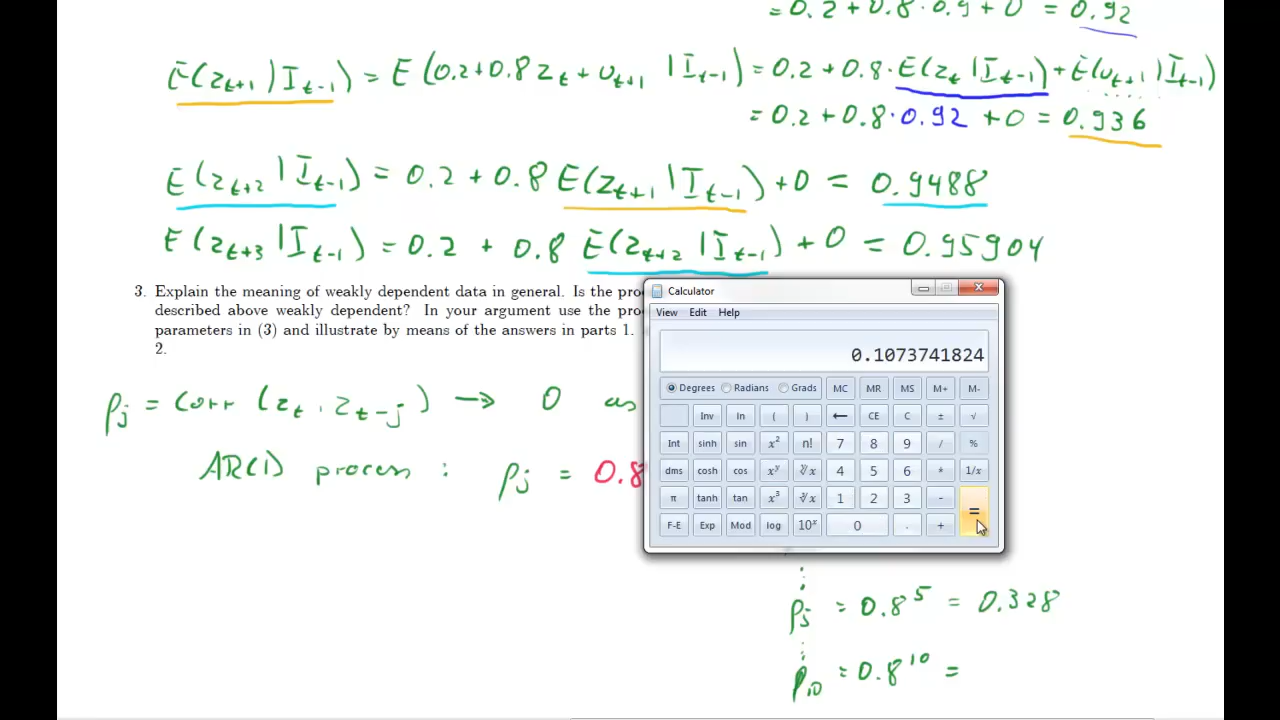 = 0.2 + 0.8 · 0.9 + 0 = 0.92
E(z_{t+1} | I_{t-1}) = E(0.2+0.8 z_t + u_{t+1} | I_{t-1}) = 0.2 + 0.8 · E(z_t | I_{t-1}) + E(u_{t+1} | I_{t-1})
= 0.2 + 0.8 · 0.92 + 0 = 0.936
E(z_{t+2} | I_{t-1}) = 0.2 + 0.8 E(z_{t+1} | I_{t-1}) + 0 = 0.9488
E(z_{t+3} | I_{t-1}) = 0.2 + 0.8 E(z_{t+2} | I_{t-1}) + 0 = 0.95904
3. Explain the meaning of weakly dependent data in general. Is the pro
described above weakly dependent? In your argument use the pro
parameters in (3) and illustrate by means of the answers in parts 1.
2.
ρ_j = Corr (z_t, z_{t-j}) → 0 as
AR(1) process : ρ_j = 0.8
Calculator
View Edit Help
0.1073741824
Degrees Radians Grads MC MR MS M+ M-
Inv ln ( ) ← CE C ± √
Int sinh sin x² n! 7 8 9 / %
dms cosh cos xʸ ʸ√x 4 5 6 * 1/x
π tanh tan x³ ³√x 1 2 3 - =
F-E Exp Mod log 10ˣ 0 . +
⋮
ρ_5 = 0.8^5 = 0.328
⋮
ρ_10 = 0.8^10 =